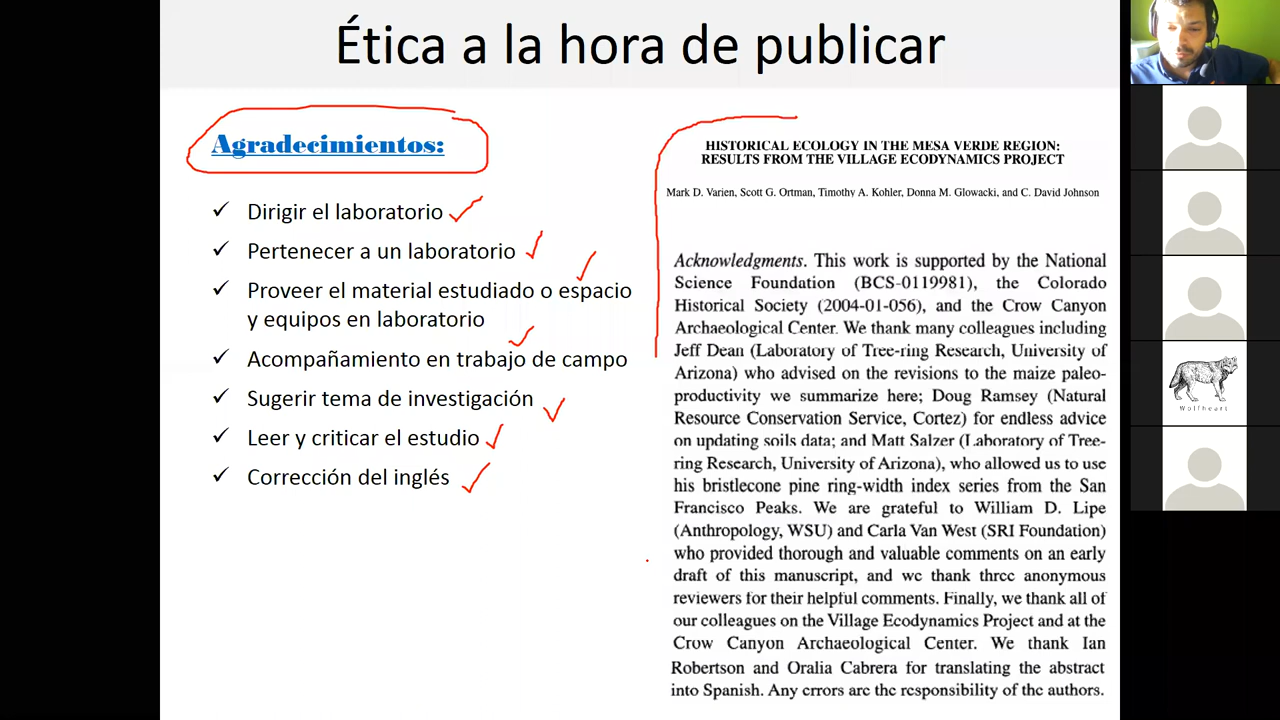 Ética a la hora de publicar
Agradecimientos:
✓ Dirigir el laboratorio
✓ Pertenecer a un laboratorio
✓ Proveer el material estudiado o espacio
y equipos en laboratorio
✓ Acompañamiento en trabajo de campo
✓ Sugerir tema de investigación
✓ Leer y criticar el estudio
✓ Corrección del inglés
HISTORICAL ECOLOGY IN THE MESA VERDE REGION:
RESULTS FROM THE VILLAGE ECODYNAMICS PROJECT
Mark D. Varien, Scott G. Ortman, Timothy A. Kohler, Donna M. Glowacki, and C. David Johnson
Acknowledgments. This work is supported by the National
Science Foundation (BCS-0119981), the Colorado
Historical Society (2004-01-056), and the Crow Canyon
Archaeological Center. We thank many colleagues including
Jeff Dean (Laboratory of Tree-ring Research, University of
Arizona) who advised on the revisions to the maize paleo-
productivity we summarize here; Doug Ramsey (Natural
Resource Conservation Service, Cortez) for endless advice
on updating soils data; and Matt Salzer (Laboratory of Tree-
ring Research, University of Arizona), who allowed us to use
his bristlecone pine ring-width index series from the San
Francisco Peaks. We are grateful to William D. Lipe
(Anthropology, WSU) and Carla Van West (SRI Foundation)
who provided thorough and valuable comments on an early
draft of this manuscript, and we thank three anonymous
reviewers for their helpful comments. Finally, we thank all of
our colleagues on the Village Ecodynamics Project and at the
Crow Canyon Archaeological Center. We thank Ian
Robertson and Oralia Cabrera for translating the abstract
into Spanish. Any errors are the responsibility of the authors.
Wolfheart